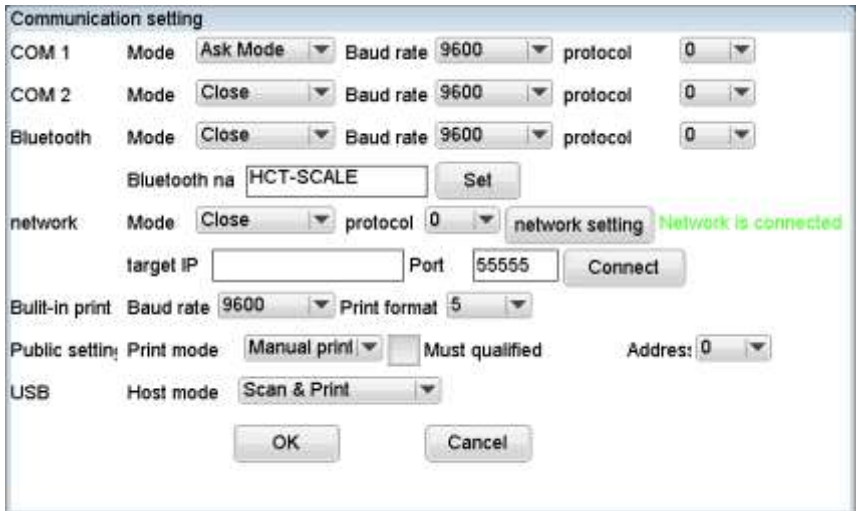 Communication setting
COM 1 Mode Ask Mode Baud rate 9600 protocol 0
COM 2 Mode Close Baud rate 9600 protocol 0
Bluetooth Mode Close Baud rate 9600 protocol 0
Bluetooth na HCT-SCALE Set
network Mode Close protocol 0 network setting Network is connected
target IP Port 55555 Connect
Bulit-in print Baud rate 9600 Print format 5
Public setting Print mode Manual print Must qualified Address 0
USB Host mode Scan & Print
OK Cancel